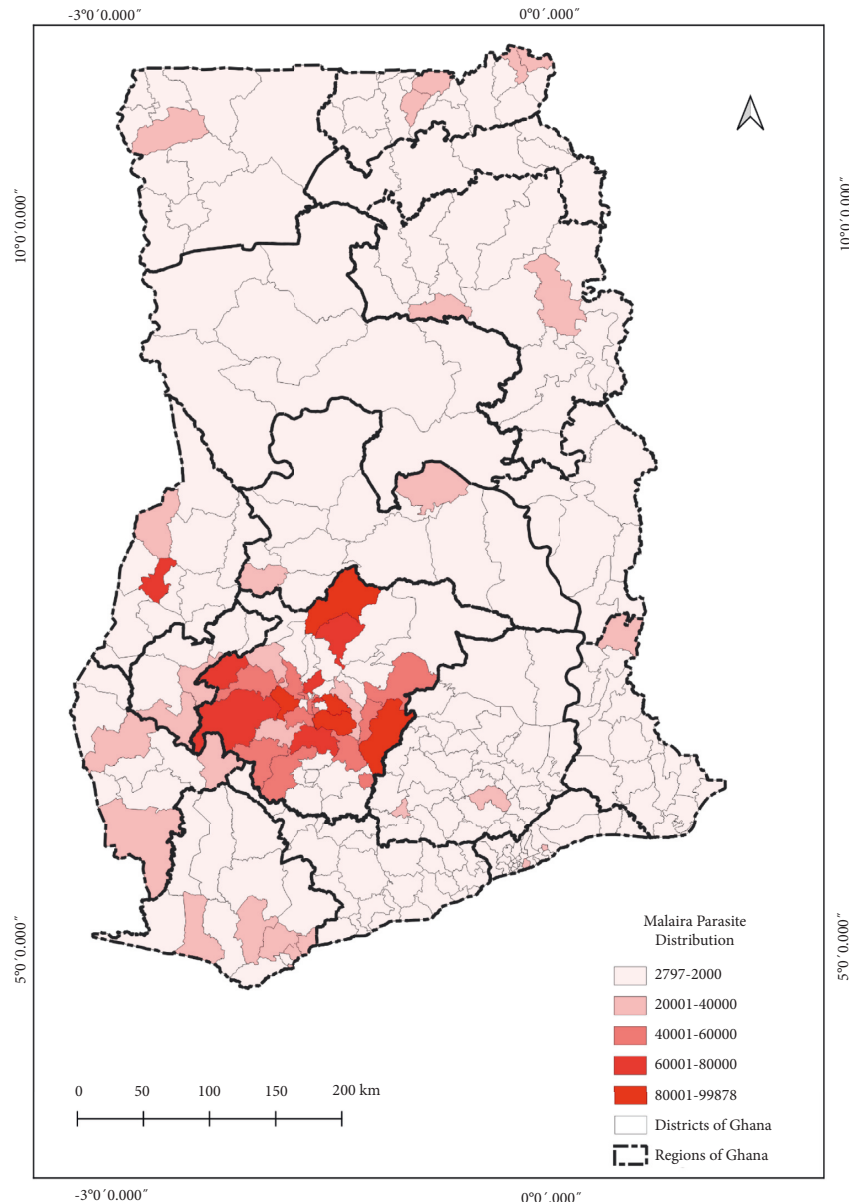 -3°0′0.000″ 0°0′0.000″
10°0′0.000″ 10°0′0.000″
5°0′0.000″ 5°0′0.000″
Malaira Parasite
Distribution
2797-2000
20001-40000
40001-60000
60001-80000
80001-99878
Districts of Ghana
Regions of Ghana
0 50 100 150 200 km
-3°0′0.000″ 0°0′0.000″